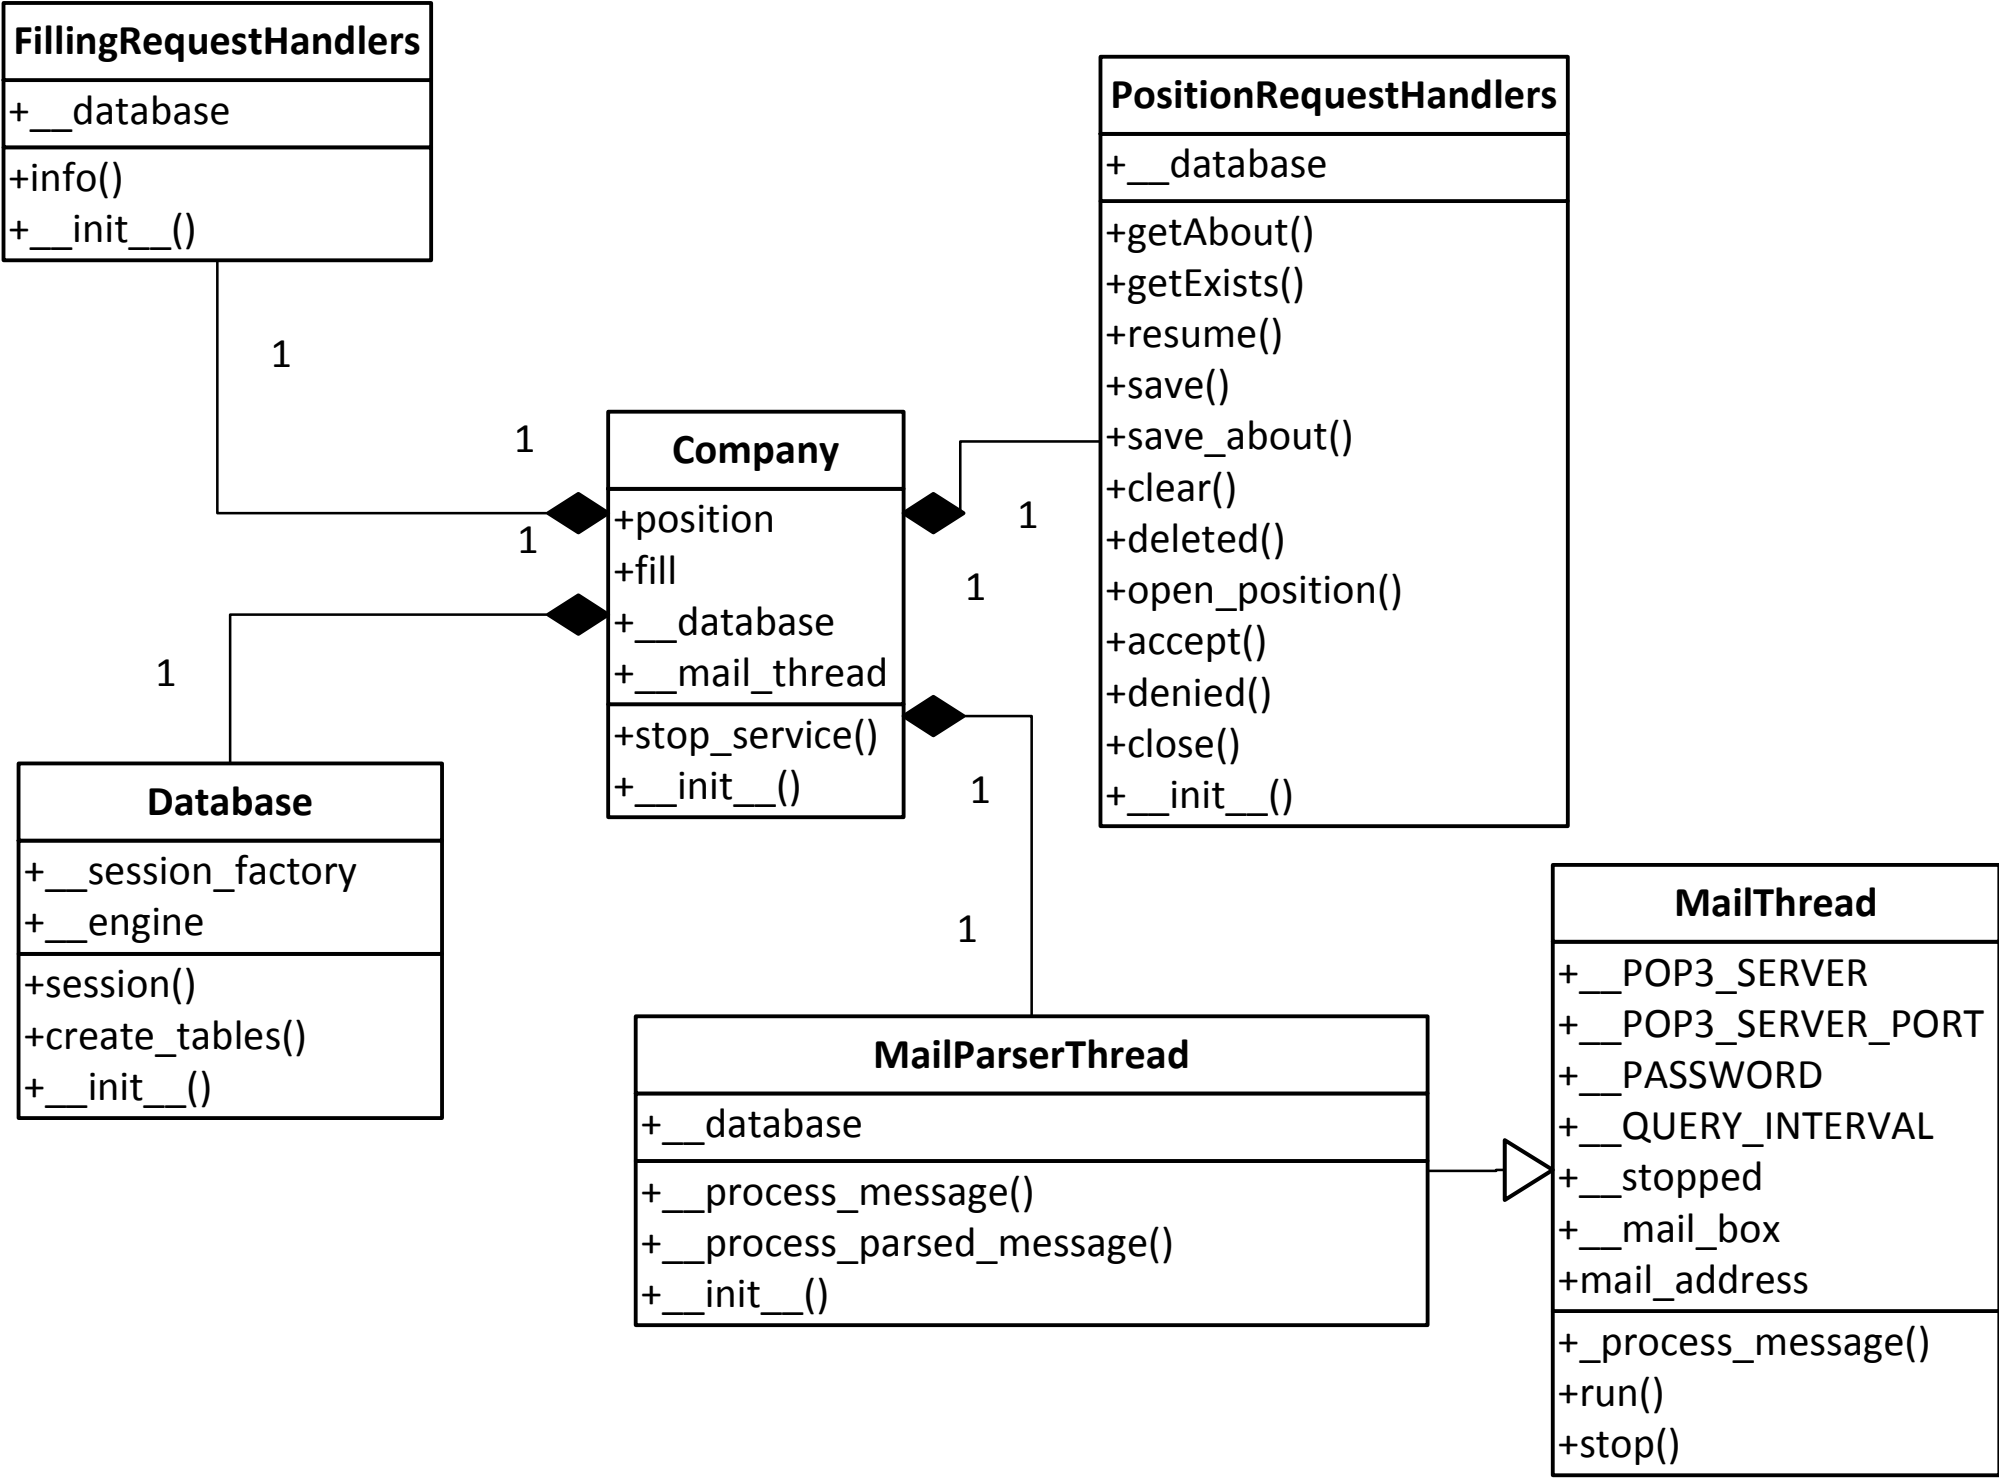 FillingRequestHandlers
+__database
+info()
+__init__()
1
1
PositionRequestHandlers
+__database
+getAbout()
+getExists()
+resume()
+save()
+save_about()
+clear()
+deleted()
+open_position()
+accept()
+denied()
+close()
+__init__()
1
1
Company
+position
+fill
+__database
+__mail_thread
+stop_service()
+__init__()
1
1
Database
+__session_factory
+__engine
+session()
+create_tables()
+__init__()
1
1
MailParserThread
+__database
+__process_message()
+__process_parsed_message()
+__init__()
MailThread
+__POP3_SERVER
+__POP3_SERVER_PORT
+__PASSWORD
+__QUERY_INTERVAL
+__stopped
+__mail_box
+mail_address
+_process_message()
+run()
+stop()